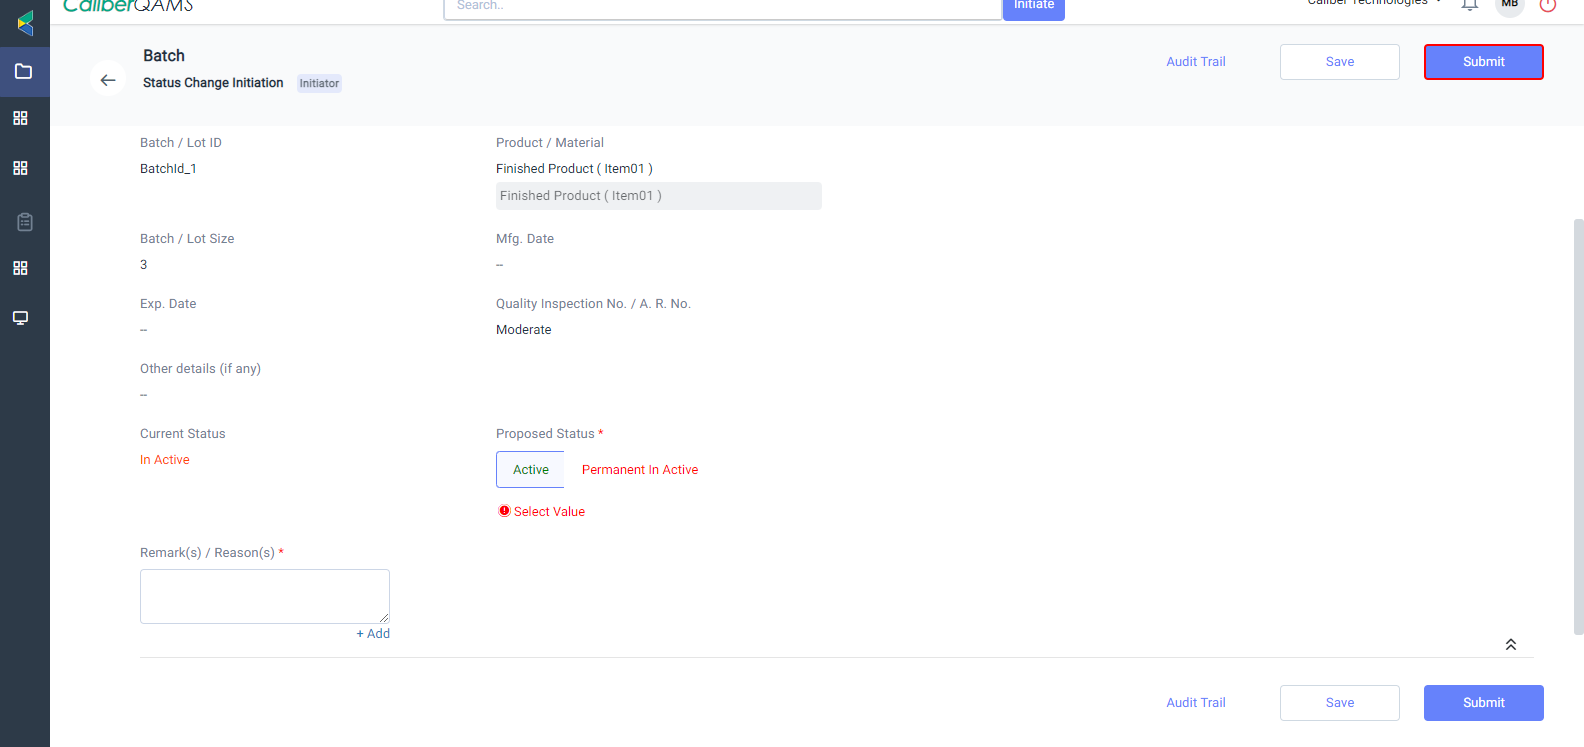 CaliberQAMS
Search..
Initiate
Caliber Technologies
MB
Batch
Status Change Initiation
Initiator
Audit Trail
Save
Submit
Batch / Lot ID
Product / Material
BatchId_1
Finished Product ( Item01 )
Finished Product ( Item01 )
Batch / Lot Size
Mfg. Date
3
--
Exp. Date
Quality Inspection No. / A. R. No.
--
Moderate
Other details (if any)
--
Current Status
Proposed Status *
In Active
Active
Permanent In Active
Select Value
Remark(s) / Reason(s) *
+ Add
Audit Trail
Save
Submit